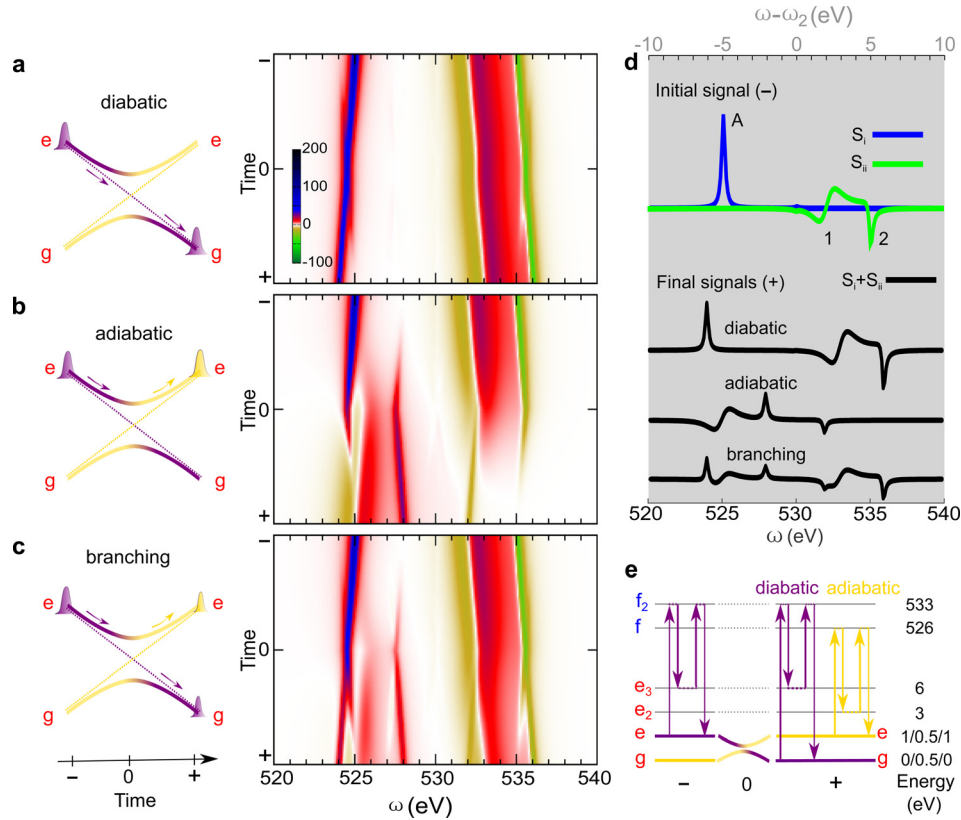 a
diabatic
e
e
g
g
Time
–
0
+
200
100
0
-100
b
adiabatic
e
e
g
g
Time
–
0
+
c
branching
e
e
g
g
–
0
+
Time
Time
–
0
+
520
525
530
535
540
ω (eV)
ω-ω2 (eV)
-10
-5
0
5
10
d
Initial signal (–)
A
Si
Sii
1
2
Final signals (+)
Si+Sii
diabatic
adiabatic
branching
520
525
530
535
540
ω (eV)
e
diabatic
adiabatic
f2
533
f
526
e3
6
e2
3
e
e
1/0.5/1
g
g
0/0.5/0
–
0
+
Energy
(eV)